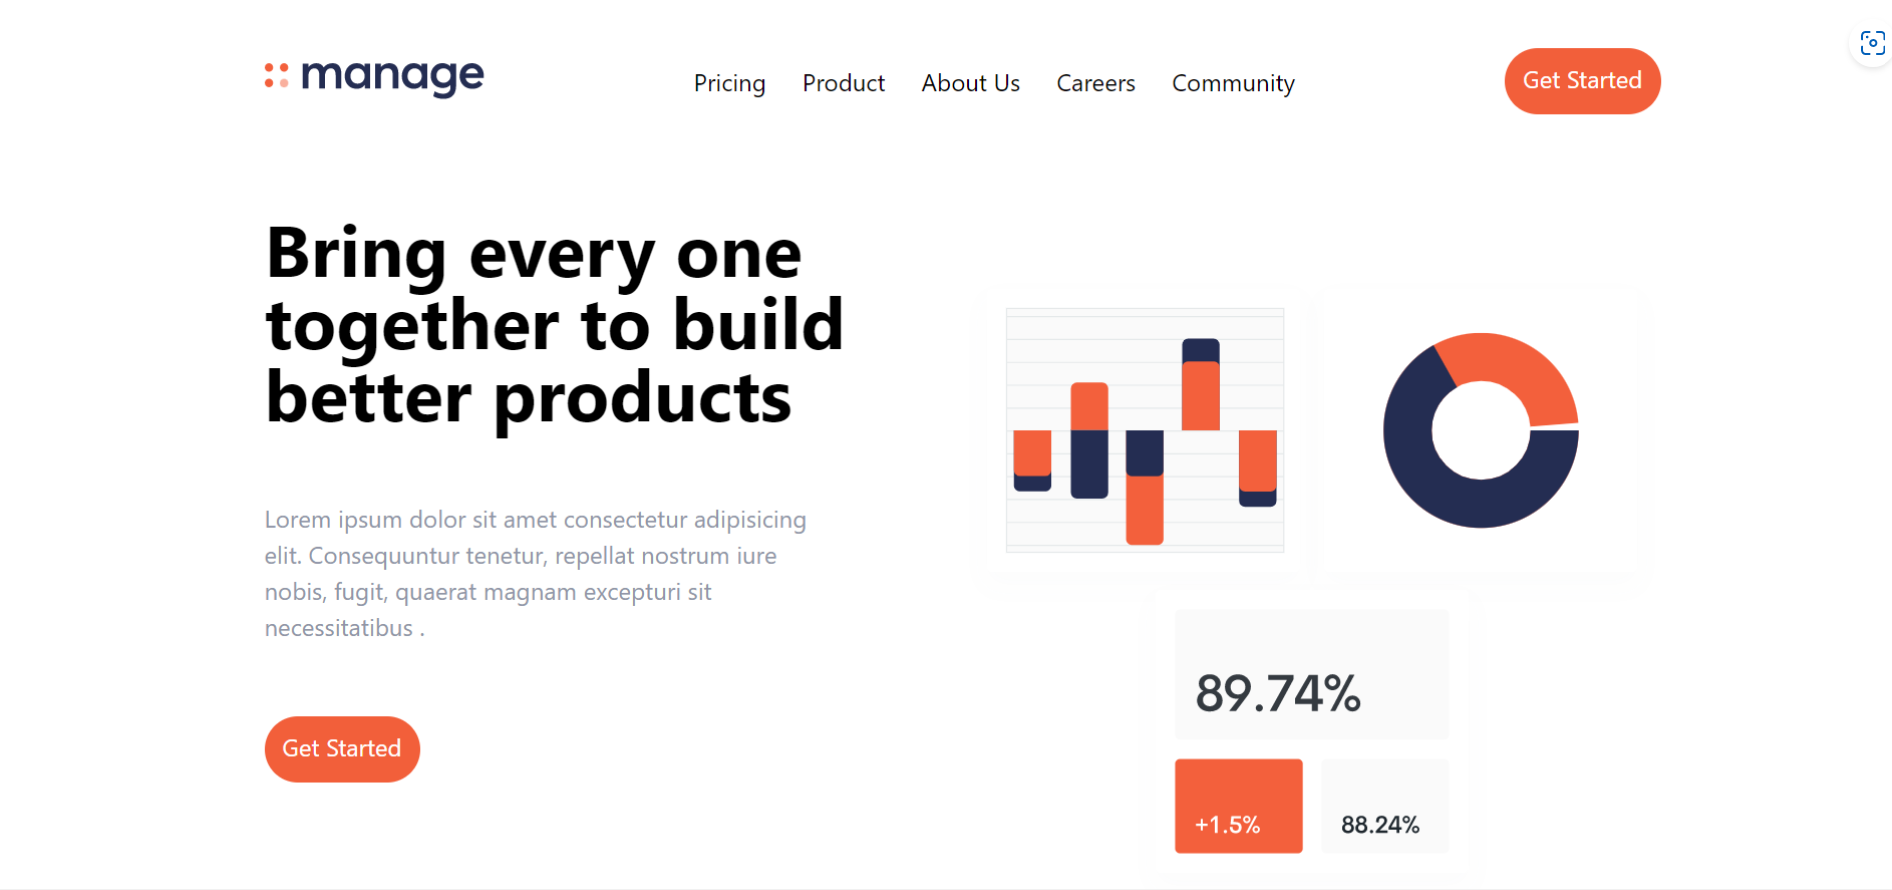 manage
Pricing Product About Us Careers Community
Get Started
Bring every one
together to build
better products
Lorem ipsum dolor sit amet consectetur adipisicing
elit. Consequuntur tenetur, repellat nostrum iure
nobis, fugit, quaerat magnam excepturi sit
necessitatibus .
Get Started
89.74%
+1.5%
88.24%